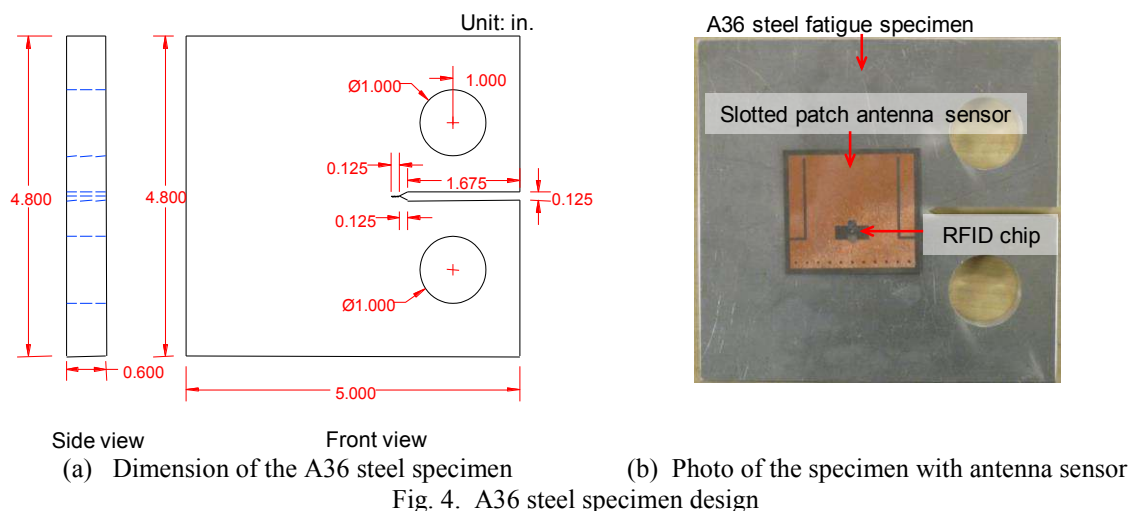 Unit: in.
A36 steel fatigue specimen
1.000
Ø1.000
Slotted patch antenna sensor
0.125
1.675
4.800
4.800
0.125
0.125
RFID chip
Ø1.000
0.600
5.000
Side view
Front view
(a) Dimension of the A36 steel specimen
(b) Photo of the specimen with antenna sensor
Fig. 4. A36 steel specimen design